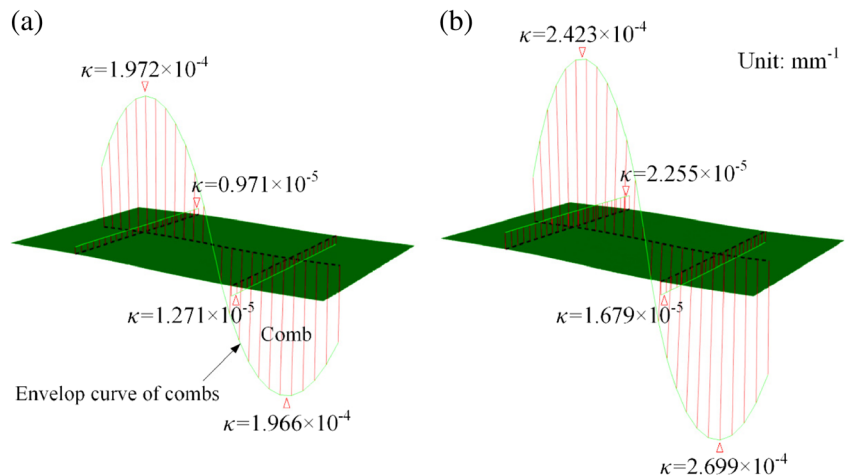 (a)
κ=1.972×10⁻⁴
κ=0.971×10⁻⁵
κ=1.271×10⁻⁵
Comb
Envelop curve of combs
κ=1.966×10⁻⁴
(b)
κ=2.423×10⁻⁴
Unit: mm⁻¹
κ=2.255×10⁻⁵
κ=1.679×10⁻⁵
κ=2.699×10⁻⁴